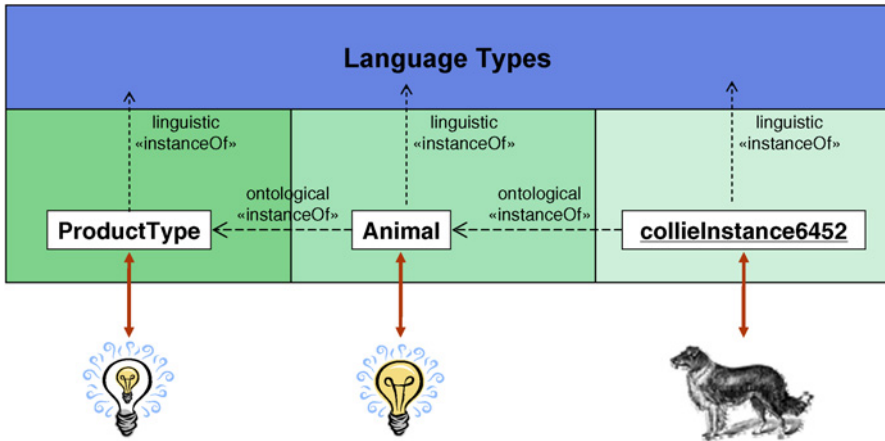 Language Types
linguistic
«instanceOf»
linguistic
«instanceOf»
linguistic
«instanceOf»
ontological
«instanceOf»
ontological
«instanceOf»
ProductType
Animal
collieInstance6452